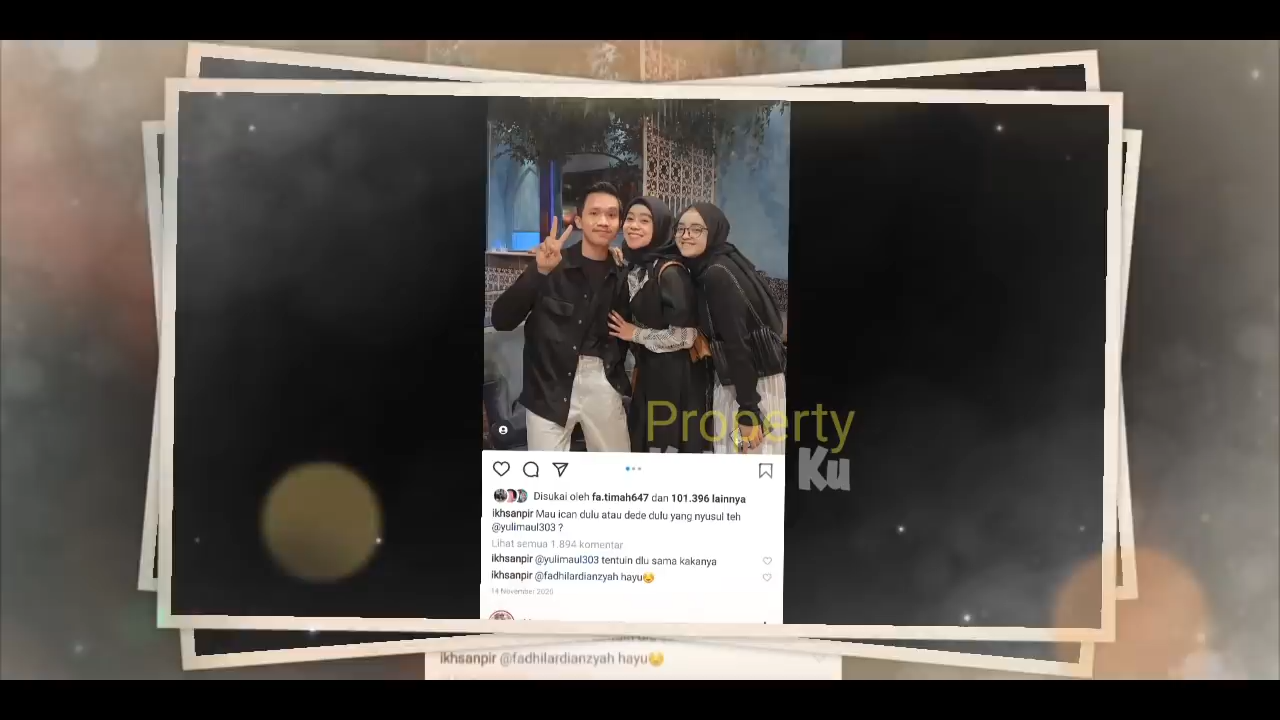 Property
Ku
Disukai oleh fa.timah647 dan 101.396 lainnya
ikhsanpir Mau ican dulu atau dede dulu yang nyusul teh
@yulimaul303 ?
Lihat semua 1.894 komentar
ikhsanpir @yulimaul303 tentuin dlu sama kakanya
ikhsanpir @fadhilardianzyah hayu😏
14 November 2020
ikhsanpir @fadhilardianzyah hayu😏